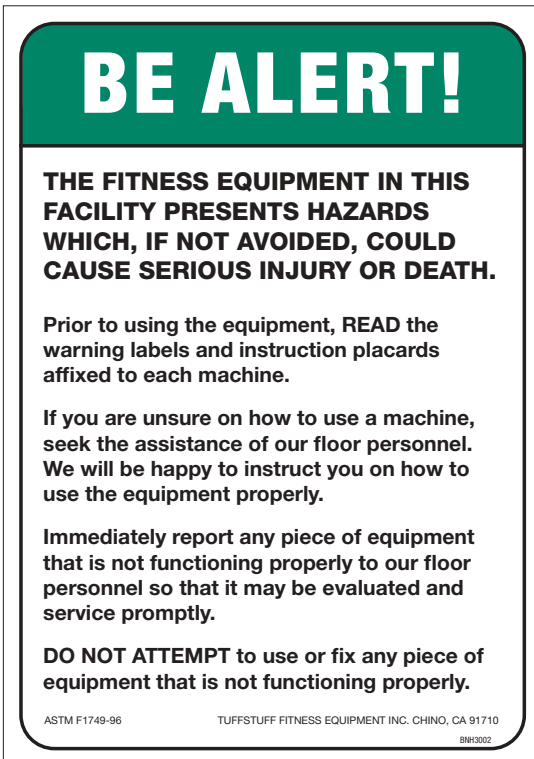 BE ALERT!
THE FITNESS EQUIPMENT IN THIS
FACILITY PRESENTS HAZARDS
WHICH, IF NOT AVOIDED, COULD
CAUSE SERIOUS INJURY OR DEATH.
Prior to using the equipment, READ the
warning labels and instruction placards
affixed to each machine.
If you are unsure on how to use a machine,
seek the assistance of our floor personnel.
We will be happy to instruct you on how to
use the equipment properly.
Immediately report any piece of equipment
that is not functioning properly to our floor
personnel so that it may be evaluated and
service promptly.
DO NOT ATTEMPT to use or fix any piece of
equipment that is not functioning properly.
ASTM F1749-96 TUFFSTUFF FITNESS EQUIPMENT INC. CHINO, CA 91710
BNH3002